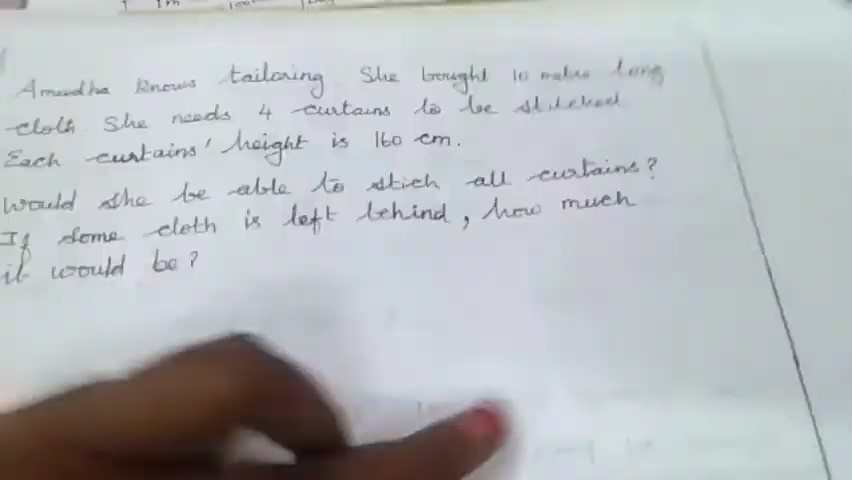 1m
Amudha knows tailoring. She bought 10 metre long
cloth. She needs 4 curtains to be stitched
Each curtains' height is 160 cm.
Would she be able to stich all curtains?
If some cloth is left behind, how much
it would be?